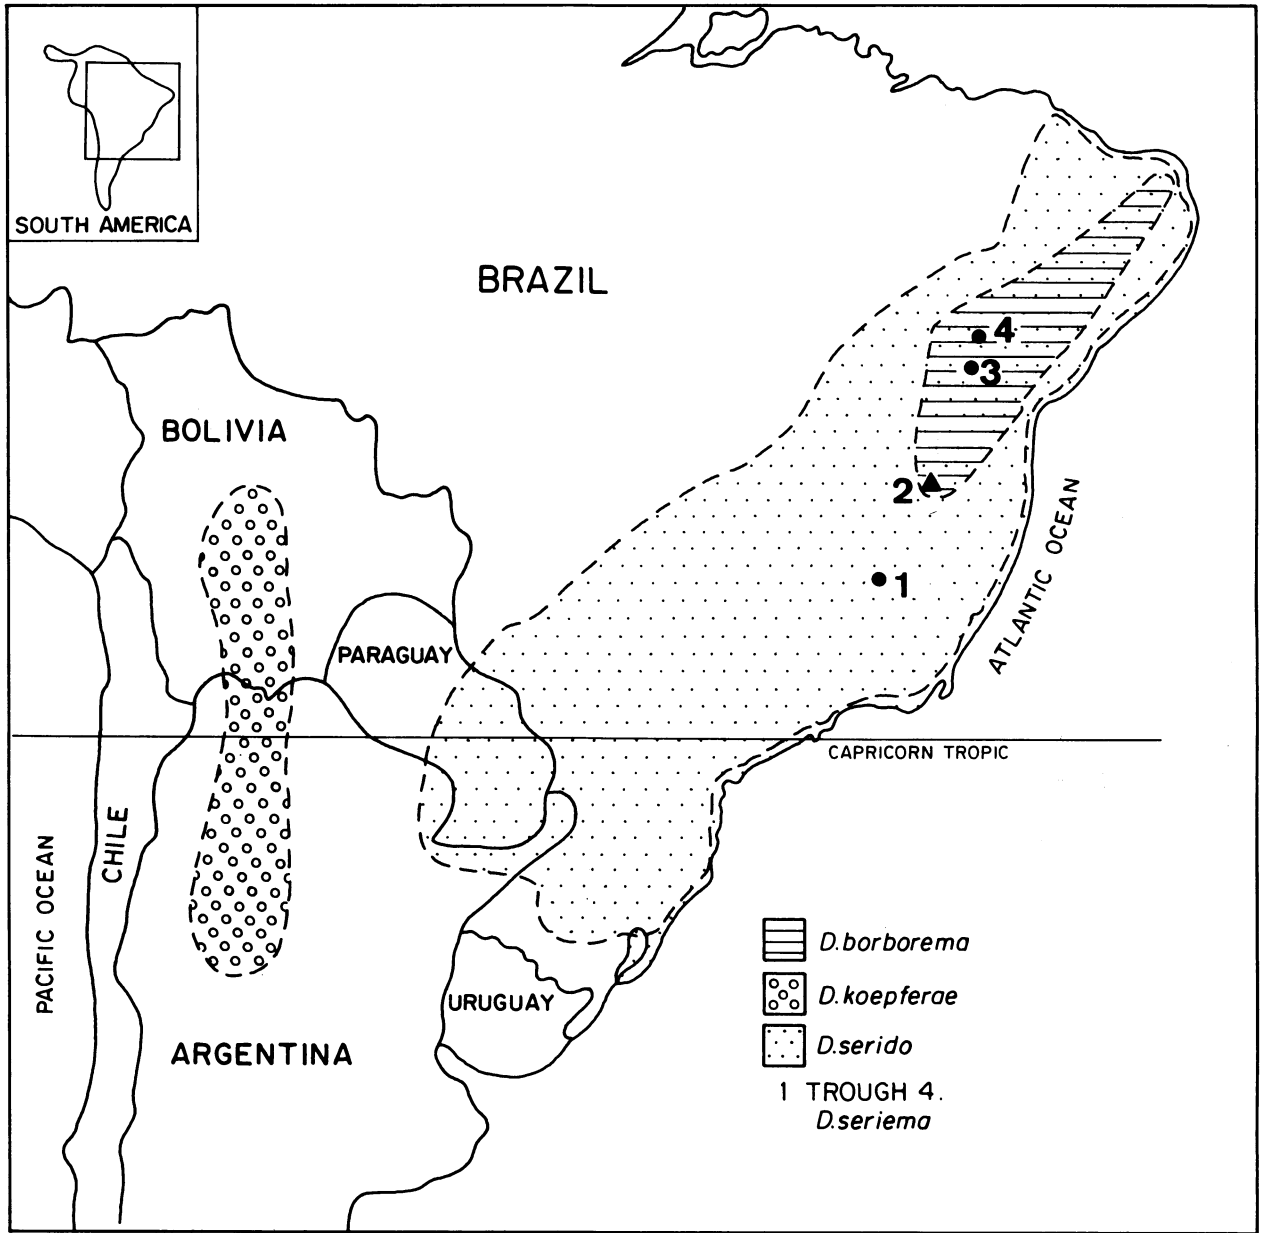 SOUTH AMERICA
BRAZIL
4
3
BOLIVIA
2
ATLANTIC OCEAN
1
PARAGUAY
CAPRICORN TROPIC
CHILE
PACIFIC OCEAN
D.borborema
D.koepferae
URUGUAY
D.serido
ARGENTINA
1 TROUGH 4.
D.seriema